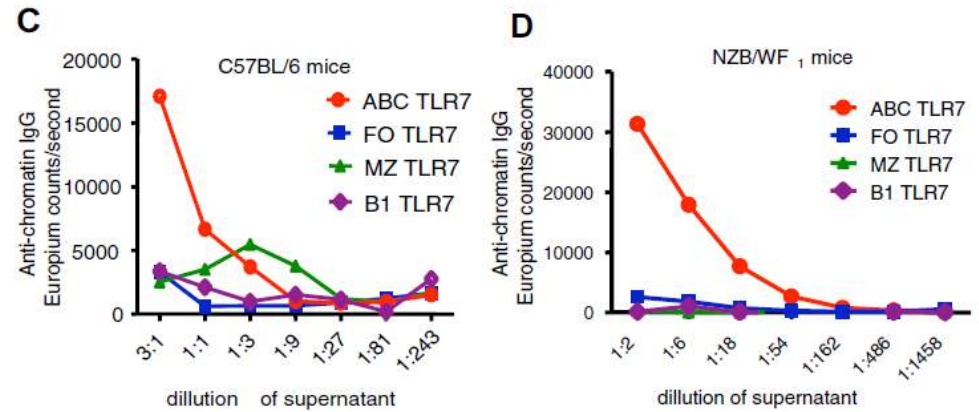 C
C57BL/6 mice
Anti-chromatin IgG
Europium counts/second
20000
15000
10000
5000
0
ABC TLR7
FO TLR7
MZ TLR7
B1 TLR7
3:1
1:1
1:3
1:9
1:27
1:81
1:243
dillution of supernatant
D
NZB/WF 1 mice
Anti-chromatin IgG
Europium counts/second
40000
30000
20000
10000
0
ABC TLR7
FO TLR7
MZ TLR7
B1 TLR7
1:2
1:6
1:18
1:54
1:162
1:486
1:1458
dillution of supernatant